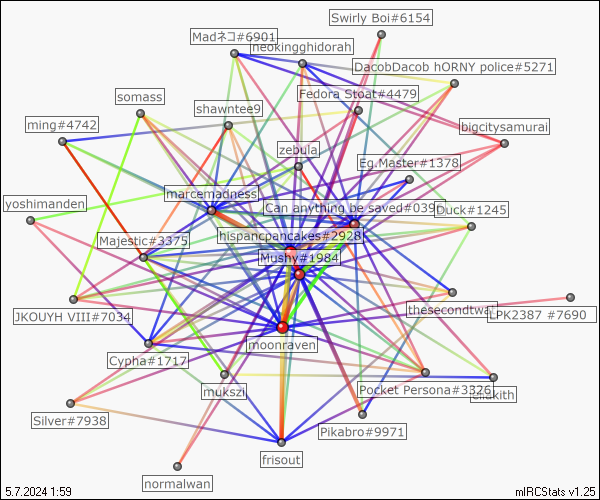 Swirly Boi#6154
Madネコ#6901
neokingghidorah
DacobDacob hORNY police#5271
Fedora Stoat#4479
somass
shawntee9
ming#4742
bigcitysamurai
zebula
Eg.Master#1378
marcemadness
yoshimanden
Can anything be saved#039
Duck#1245
hispancpancakes#2928
Majestic#3375
Mushy#1984
JKOUYH VIII#7034
thesecondtwa
LPK2387 #7690
moonraven
Cypha#1717
mukszi
Pocket Persona#3326
Silver#7938
Pikabro#9971
frisout
normalwan
5.7.2024 1:59
mIRCStats v1.25